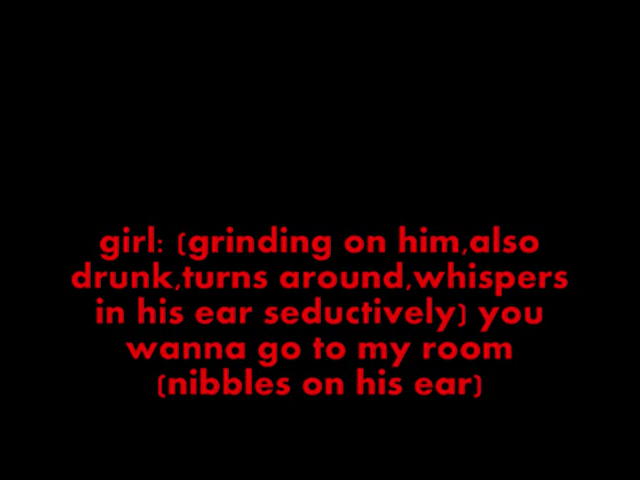 girl: (grinding on him,also
drunk,turns around,whispers
in his ear seductively) you
wanna go to my room
(nibbles on his ear)